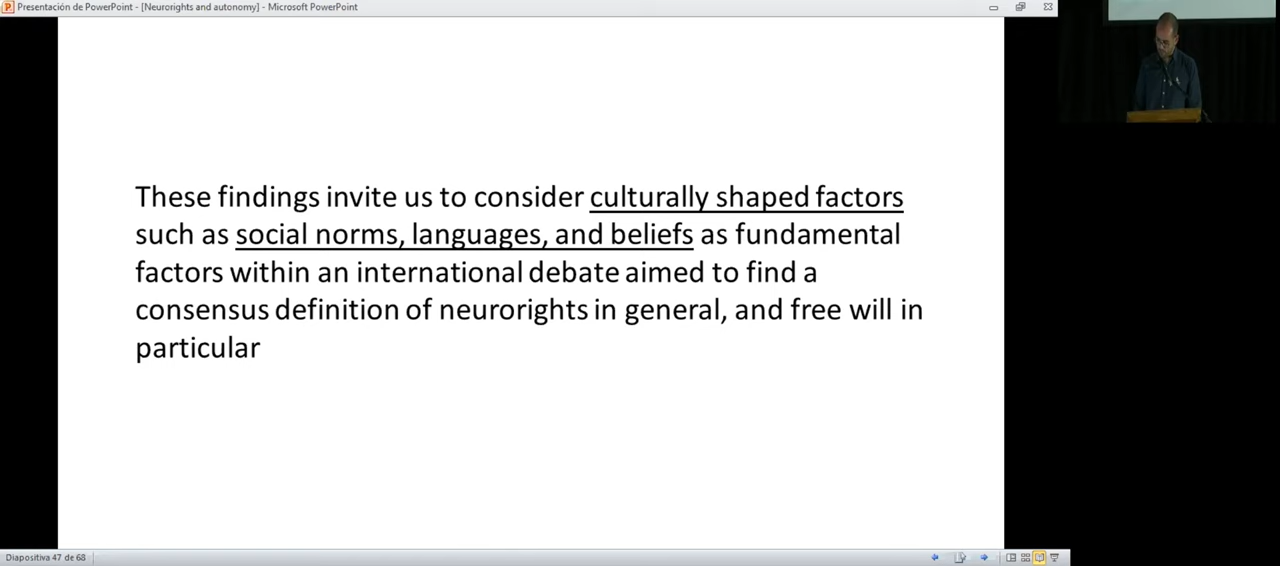 Presentación de PowerPoint - [Neurorights and autonomy] - Microsoft PowerPoint
These findings invite us to consider culturally shaped factors
such as social norms, languages, and beliefs as fundamental
factors within an international debate aimed to find a
consensus definition of neurorights in general, and free will in
particular
Diapositiva 47 de 68